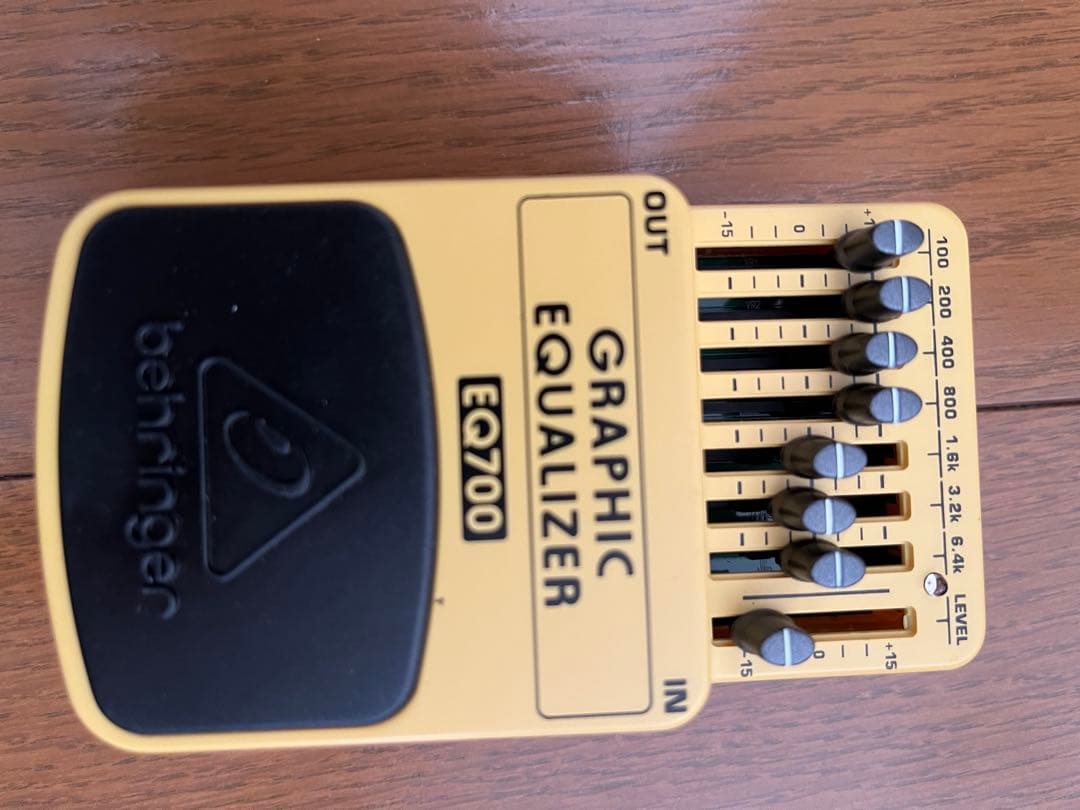 100 200 400 800 1.6k 3.2k 6.4k LEVEL
+15
0
0
-15
-15
OUT
IN
GRAPHIC
EQUALIZER
EQ700
behringer